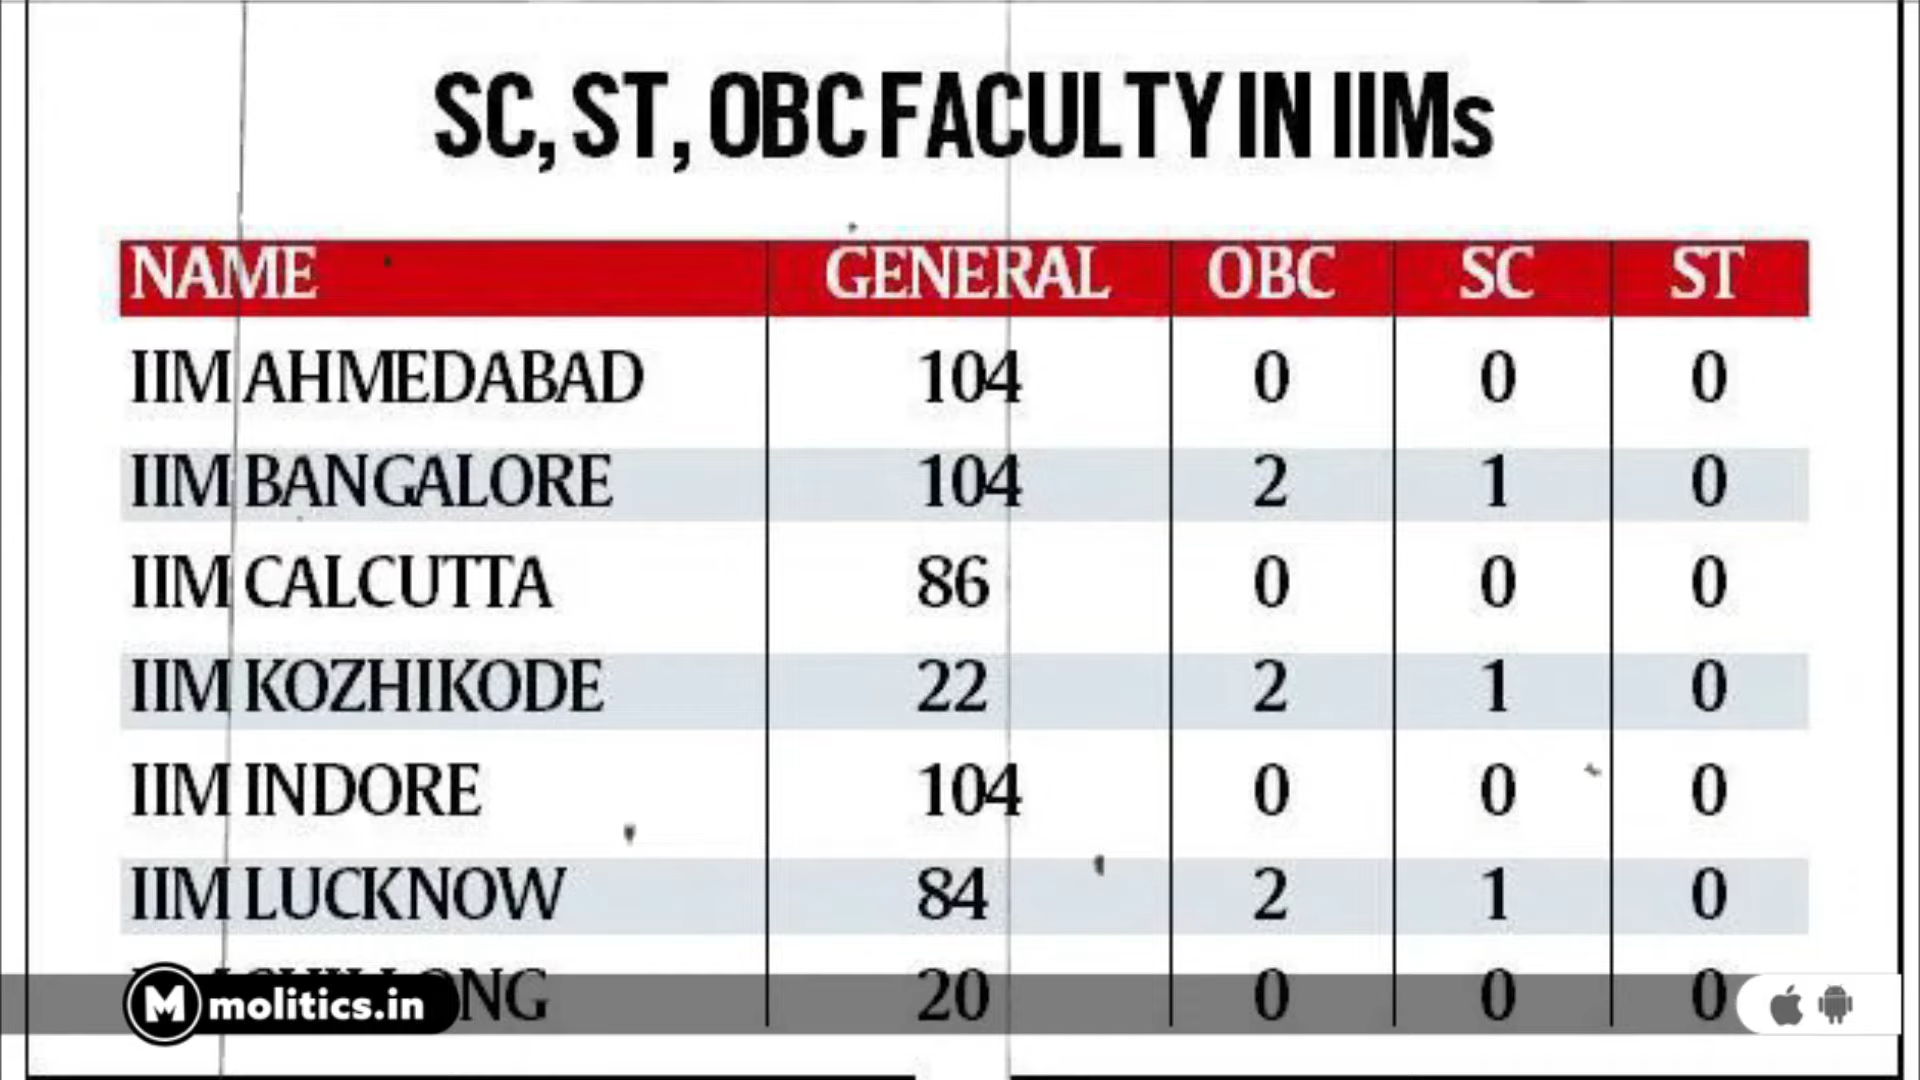 SC, ST, OBC FACULTY IN IIMs
NAME GENERAL OBC SC ST
IIM AHMEDABAD 104 0 0 0
IIM BANGALORE 104 2 1 0
IIM CALCUTTA 86 0 0 0
IIM KOZHIKODE 22 2 1 0
IIM INDORE 104 0 0 0
IIM LUCKNOW 84 2 1 0
20 0 0 0
M molitics.in